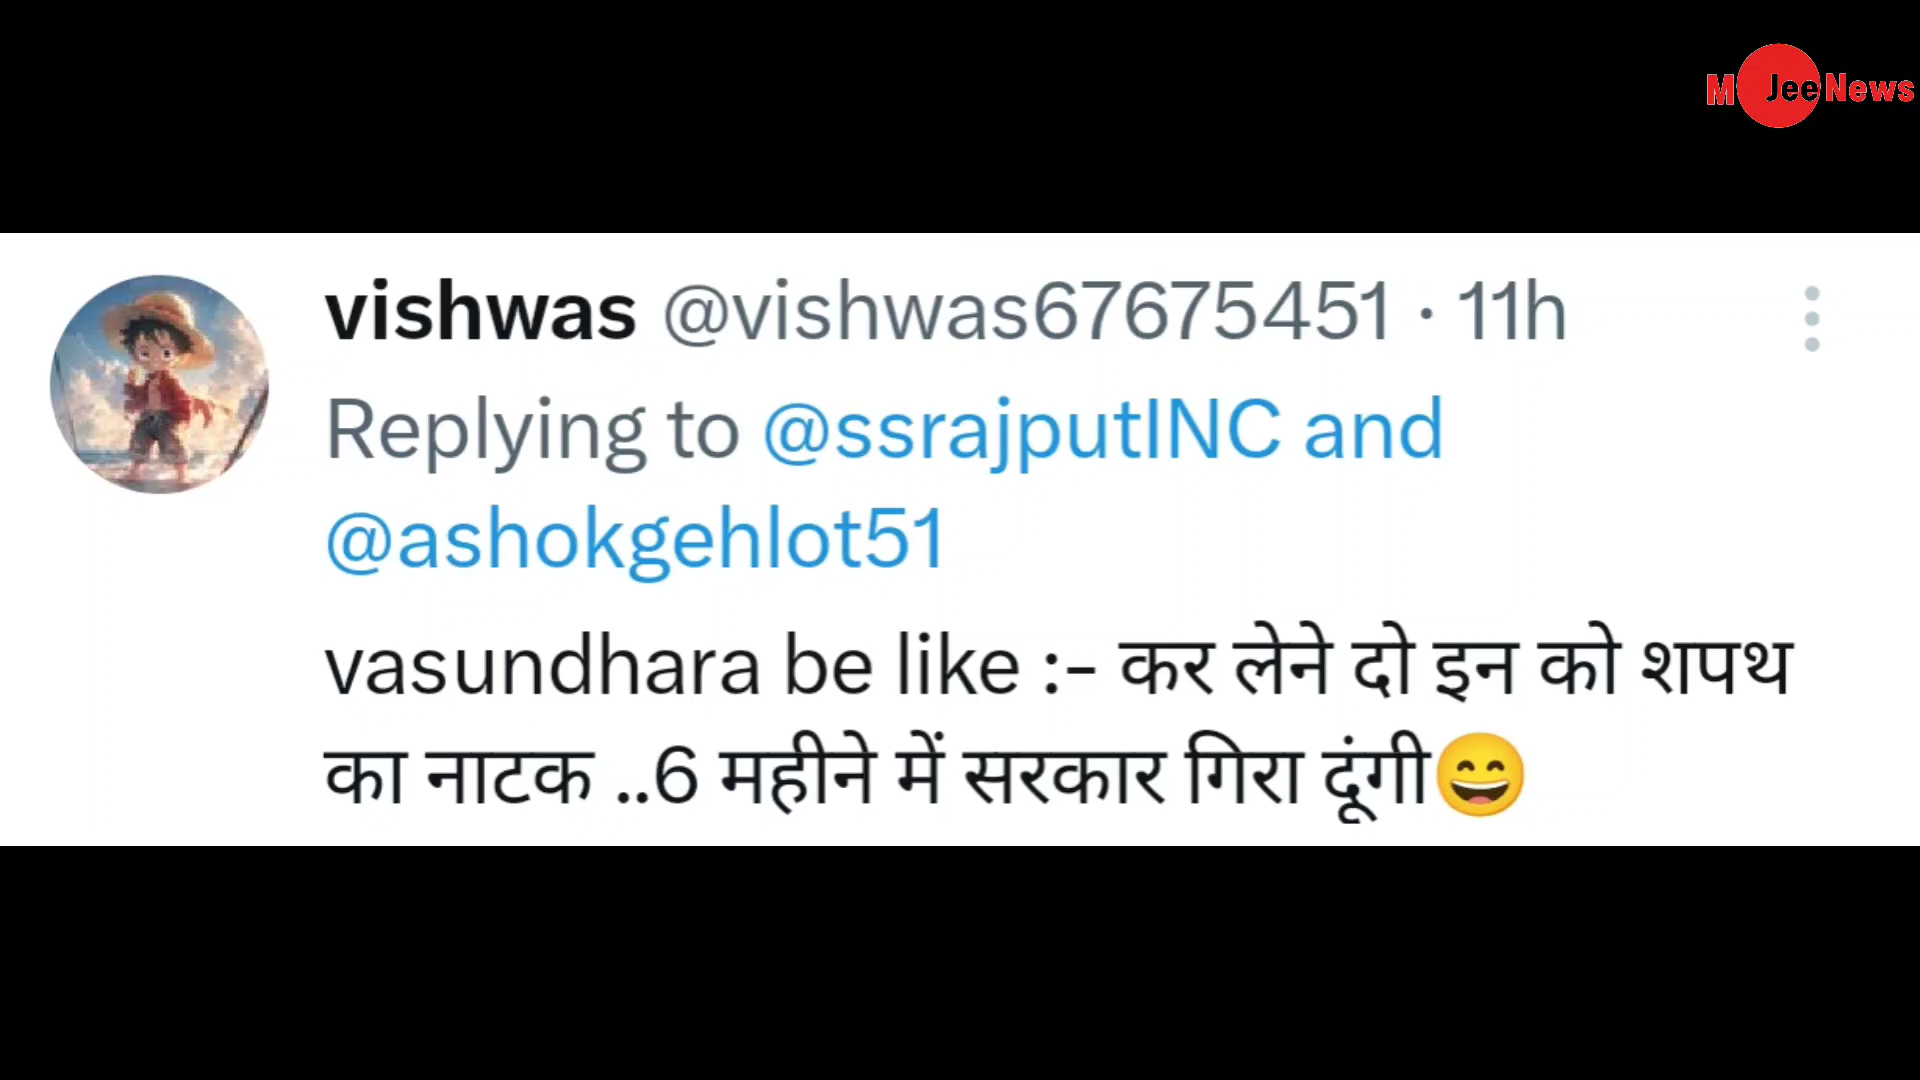 M Jee News
vishwas @vishwas67675451 · 11h
Replying to @ssrajputINC and
@ashokgehlot51
vasundhara be like :- कर लेने दो इन को शपथ
का नाटक ..6 महीने में सरकार गिरा दूंगी😄